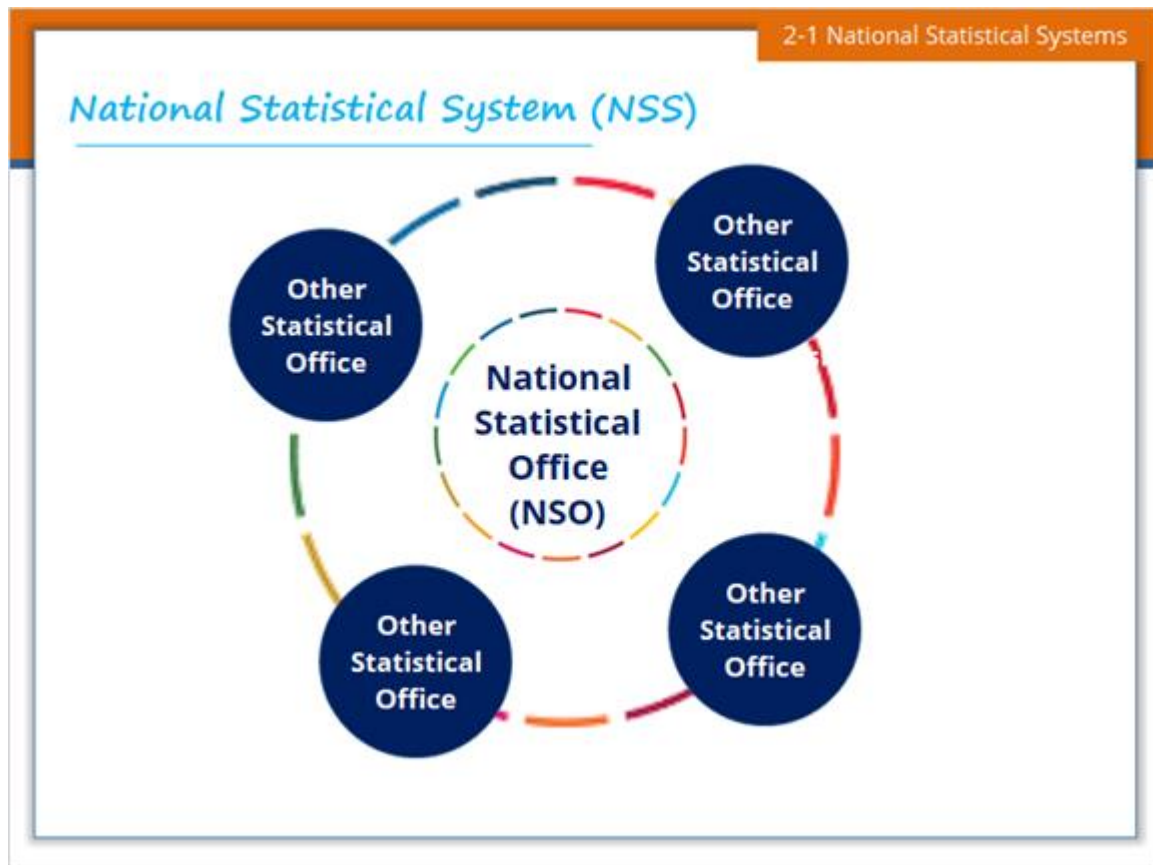 2-1 National Statistical Systems
National Statistical System (NSS)
Other
Statistical
Office
Other
Statistical
Office
National
Statistical
Office
(NSO)
Other
Statistical
Office
Other
Statistical
Office